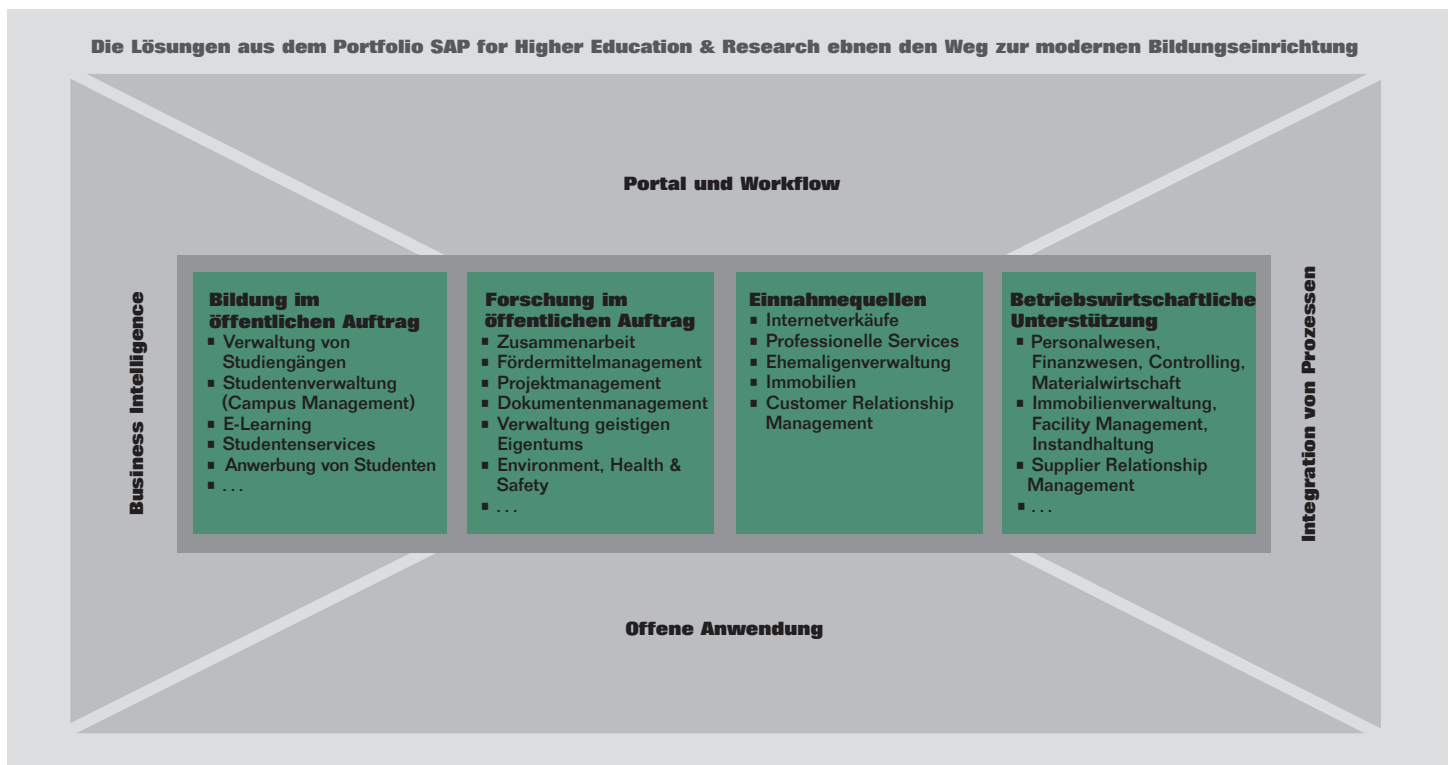 Die Lösungen aus dem Portfolio SAP for Higher Education & Research ebnen den Weg zur modernen Bildungseinrichtung
Portal und Workflow
Business Intelligence
Bildung im
öffentlichen Auftrag
▪ Verwaltung von
Studiengängen
▪ Studentenverwaltung
(Campus Management)
▪ E-Learning
▪ Studentenservices
▪ Anwerbung von Studenten
▪ . . .
Forschung im
öffentlichen Auftrag
▪ Zusammenarbeit
▪ Fördermittelmanagement
▪ Projektmanagement
▪ Dokumentenmanagement
▪ Verwaltung geistigen
Eigentums
▪ Environment, Health &
Safety
▪ . . .
Einnahmequellen
▪ Internetverkäufe
▪ Professionelle Services
▪ Ehemaligenverwaltung
▪ Immobilien
▪ Customer Relationship
Management
Betriebswirtschaftliche
Unterstützung
▪ Personalwesen,
Finanzwesen, Controlling,
Materialwirtschaft
▪ Immobilienverwaltung,
Facility Management,
Instandhaltung
▪ Supplier Relationship
Management
▪ . . .
Integration von Prozessen
Offene Anwendung